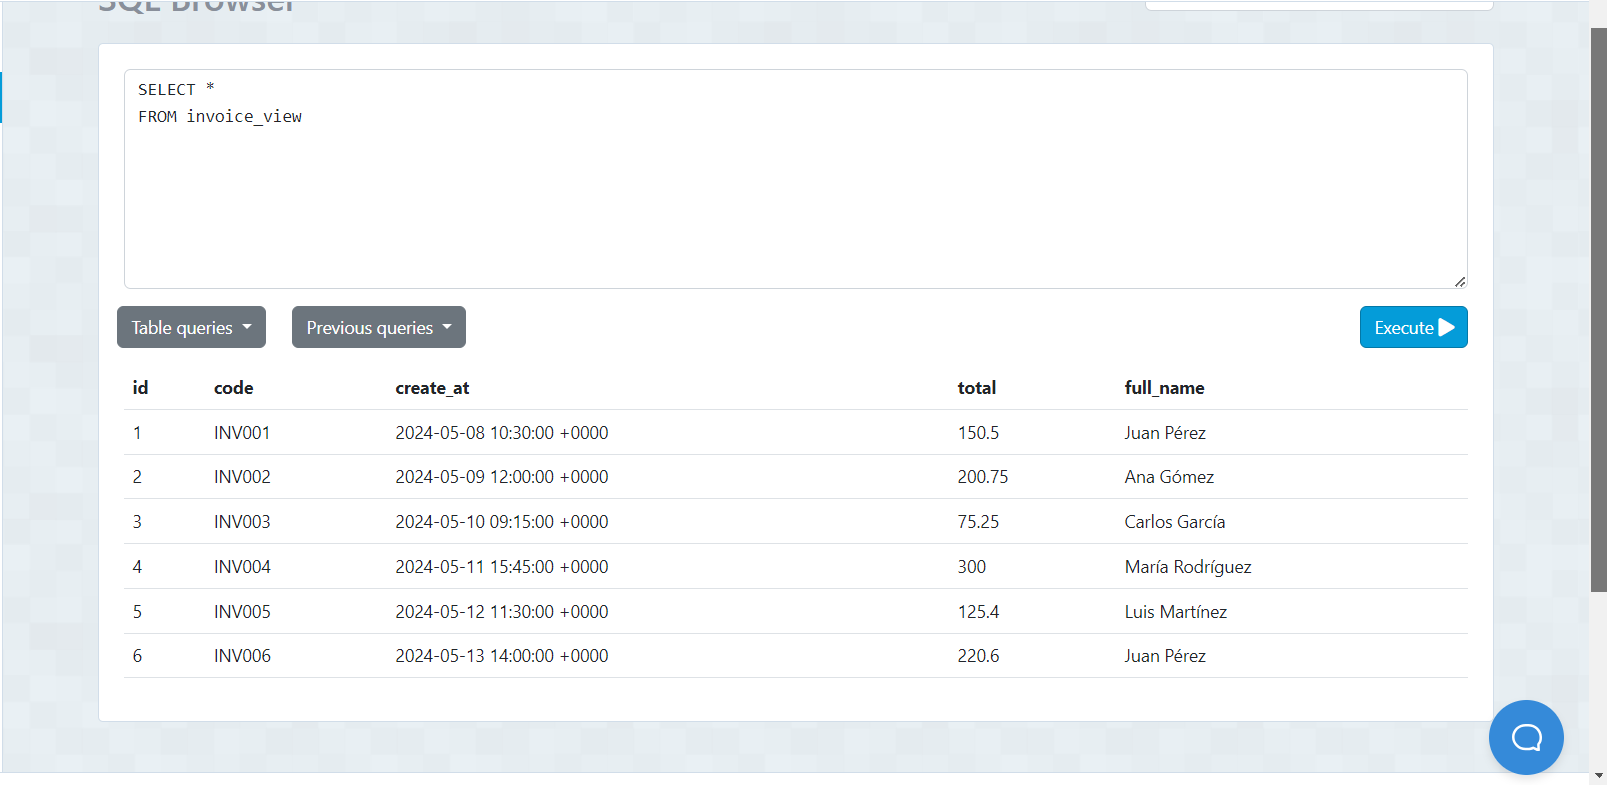 SQL Browser
SELECT *
FROM invoice_view
Table queries
Previous queries
Execute
id code create_at total full_name
1 INV001 2024-05-08 10:30:00 +0000 150.5 Juan Pérez
2 INV002 2024-05-09 12:00:00 +0000 200.75 Ana Gómez
3 INV003 2024-05-10 09:15:00 +0000 75.25 Carlos García
4 INV004 2024-05-11 15:45:00 +0000 300 María Rodríguez
5 INV005 2024-05-12 11:30:00 +0000 125.4 Luis Martínez
6 INV006 2024-05-13 14:00:00 +0000 220.6 Juan Pérez